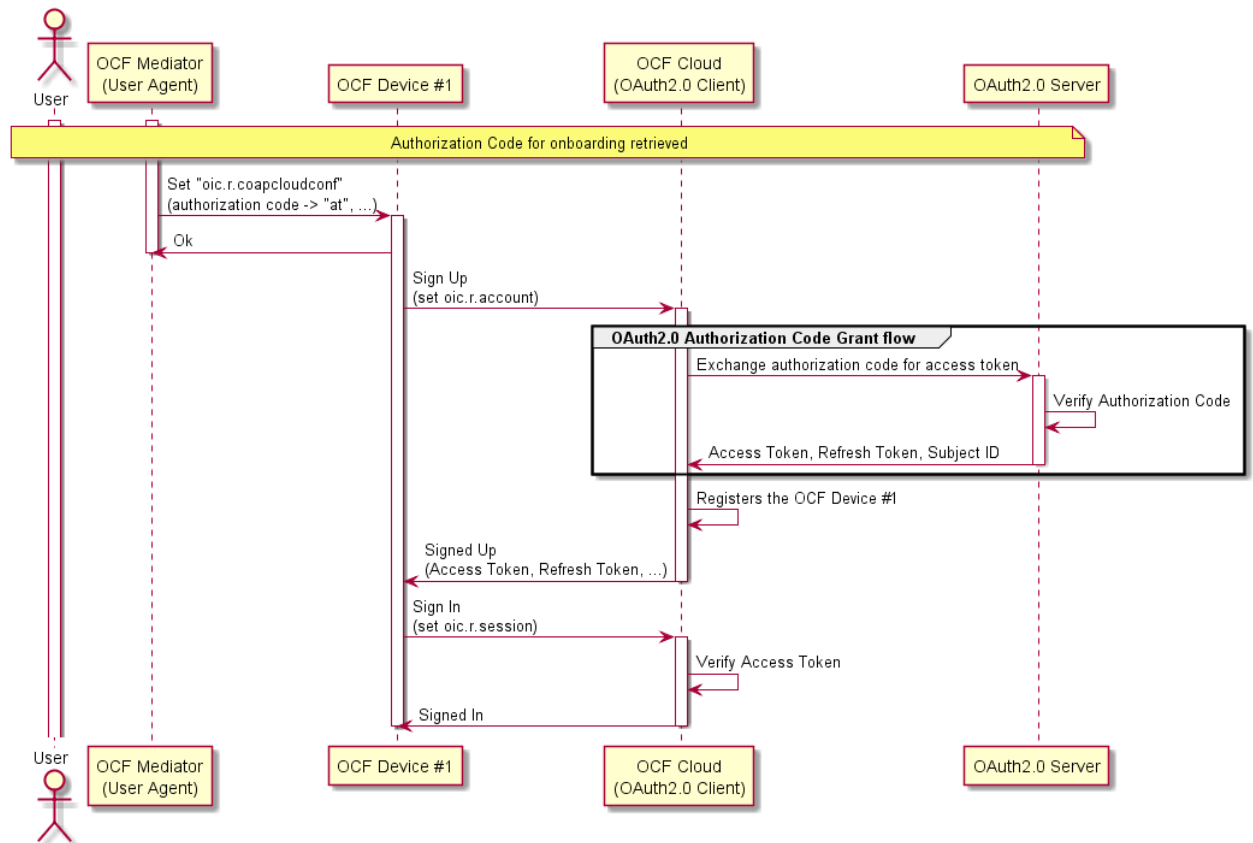 User
OCF Mediator
(User Agent)
OCF Device #1
OCF Cloud
(OAuth2.0 Client)
OAuth2.0 Server
Authorization Code for onboarding retrieved
Set "oic.r.coapcloudconf"
(authorization code -> "at", ...)
Ok
Sign Up
(set oic.r.account)
OAuth2.0 Authorization Code Grant flow
Exchange authorization code for access token
Verify Authorization Code
Access Token, Refresh Token, Subject ID
Registers the OCF Device #1
Signed Up
(Access Token, Refresh Token, ...)
Sign In
(set oic.r.session)
Verify Access Token
Signed In
User
OCF Mediator
(User Agent)
OCF Device #1
OCF Cloud
(OAuth2.0 Client)
OAuth2.0 Server